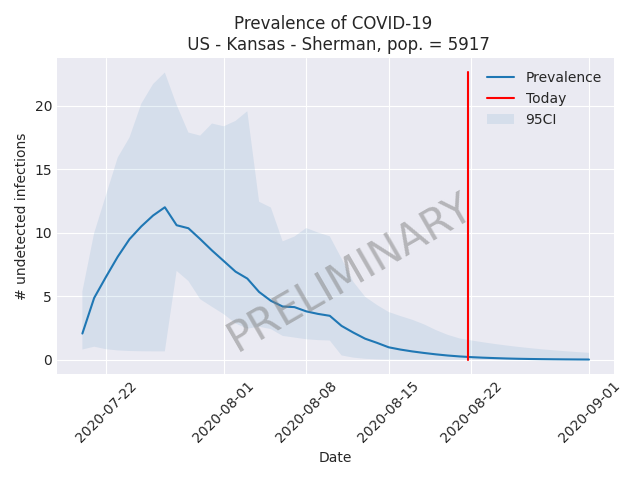 Prevalence of COVID-19
US - Kansas - Sherman, pop. = 5917
Prevalence
Today
95CI
# undetected infections
20
15
10
5
0
PRELIMINARY
2020-07-22
2020-08-01
2020-08-08
2020-08-15
2020-08-22
2020-09-01
Date